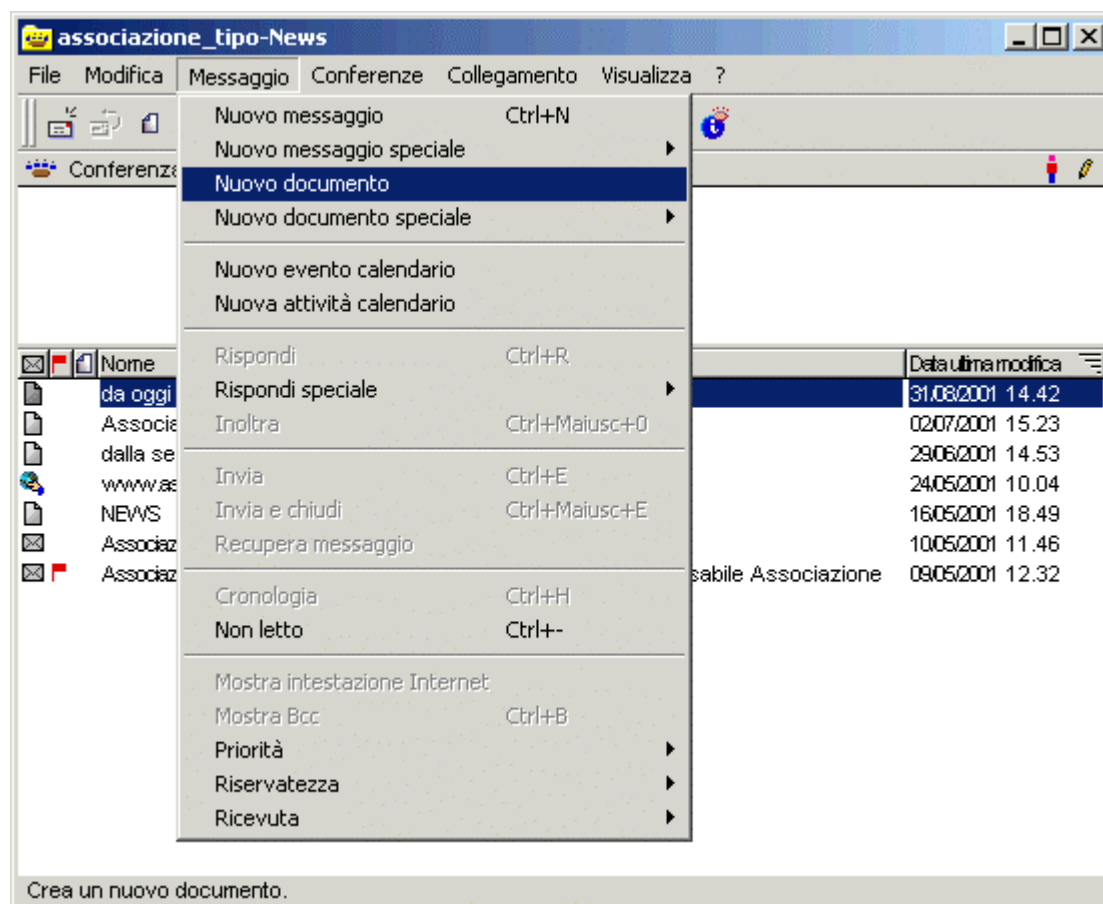 associazione_tipo-News
File Modifica Messaggio Conferenze Collegamento Visualizza ?
Nuovo messaggio Ctrl+N
Nuovo messaggio speciale
Conferenza
Nuovo documento
Nuovo documento speciale
Nuovo evento calendario
Nuova attività calendario
Nome Data ultima modifica
Rispondi Ctrl+R
Rispondi speciale
Inoltra Ctrl+Maiusc+O
Invia Ctrl+E
Invia e chiudi Ctrl+Maiusc+E
Recupera messaggio
Cronologia Ctrl+H
Non letto Ctrl+-
Mostra intestazione Internet
Mostra Bcc Ctrl+B
Priorità
Riservatezza
Ricevuta
da oggi 31/08/2001 14.42
Associa 02/07/2001 15.23
dalla se 29/06/2001 14.53
www.as 24/05/2001 10.04
NEWS 16/05/2001 18.49
Associaz 10/05/2001 11.46
Associaz sabile Associazione 09/05/2001 12.32
Crea un nuovo documento.